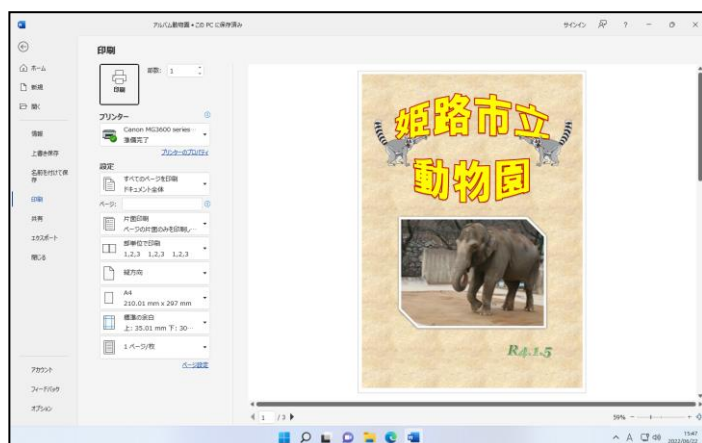 アルバム動物園 • この PC に保存済み
サインイン
?
印刷
ホーム
新規
開く
情報
上書き保存
名前を付けて保
存
印刷
共有
エクスポート
閉じる
アカウント
フィードバック
オプション
印刷
部数: 1
プリンター
Canon MG3600 series…
準備完了
プリンターのプロパティ
設定
すべてのページを印刷
ドキュメント全体
ページ:
片面印刷
ページの片面のみを印刷し…
部単位で印刷
1,2,3 1,2,3 1,2,3
縦方向
A4
210.01 mm x 297 mm
標準の余白
上: 35.01 mm 下: 30…
1 ページ/枚
ページ設定
姫路市立
動物園
R4.1.5
1 / 3
59%
A
15:47
2022/06/22